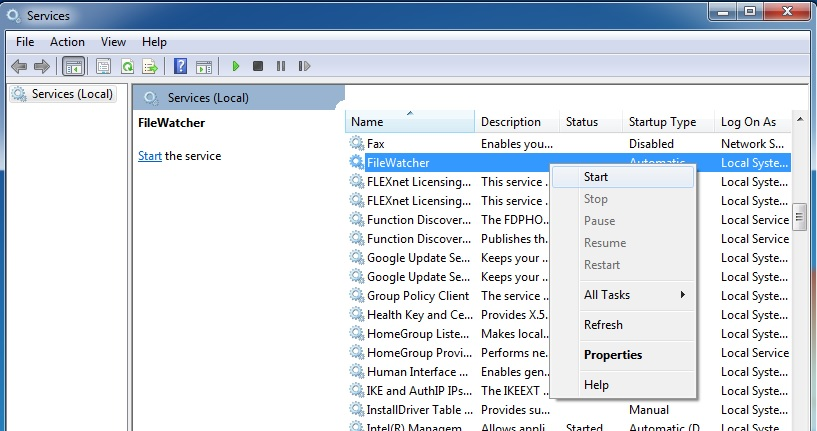 Services
File Action View Help
Services (Local)
Services (Local)
FileWatcher
Start the service
Name Description Status Startup Type Log On As
Fax Enables you... Disabled Network S...
FileWatcher Automatic Local Syste...
FLEXnet Licensing... This service . Local Syste...
FLEXnet Licensing... This service . Local Syste...
Function Discover... The FDPHO... Local Service
Function Discover... Publishes th... Local Service
Google Update Se... Keeps your .. Local Syste...
Google Update Se... Keeps your .. Local Syste...
Group Policy Client The service .. Local Syste...
Health Key and Ce... Provides X.5.. Local Syste...
HomeGroup Liste... Makes local... Local Syste...
HomeGroup Provi... Performs ne... Local Service
Human Interface ... Enables gen... Local Syste...
IKE and AuthIP IPs... The IKEEXT .. Local Syste...
InstallDriver Table ... Provides su... Manual Local Syste...
Intel(R) Managem... Allows appli... Started Automatic (D... Local Syste...
Start
Stop
Pause
Resume
Restart
All Tasks
Refresh
Properties
Help